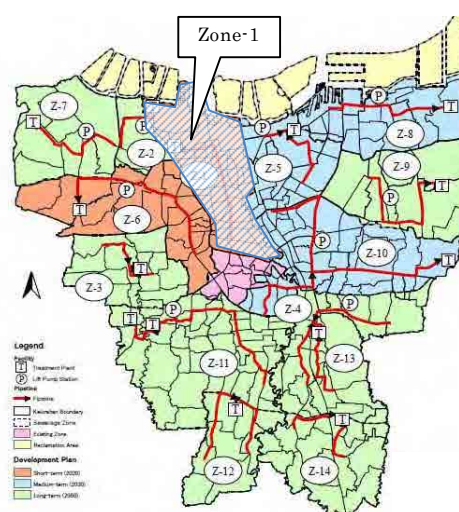 Zone-1
Z-7
T
P
P
Z-2
P
Z-5
T
P
T
Z-8
Z-9
P
T
P
Z-6
T
P
Z-10
T
Z-3
T
P
Z-4
P
T
T
T
Z-11
Z-13
T
T
Z-12
Z-14
Legend
Facility
T Treatment Plant
P Lift Pump Station
Pipeline
Pipeline
Kelurahan Boundary
Sewerage Zone
Existing Zone
Reclamation Area
Development Plan
Short-term (2020)
Medium-term (2030)
Long-term (2050)